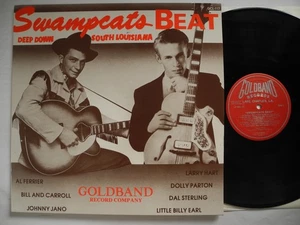 Swampcats BEAT
DEEP DOWN SOUTH LOUISIANA
AL FERRIER
BILL AND CARROLL
JOHNNY JANO
GOLDBAND
RECORD COMPANY
LARRY HART
DOLLY PARTON
DAL STERLING
LITTLE BILLY EARL
GOLDBAND
RECORDS